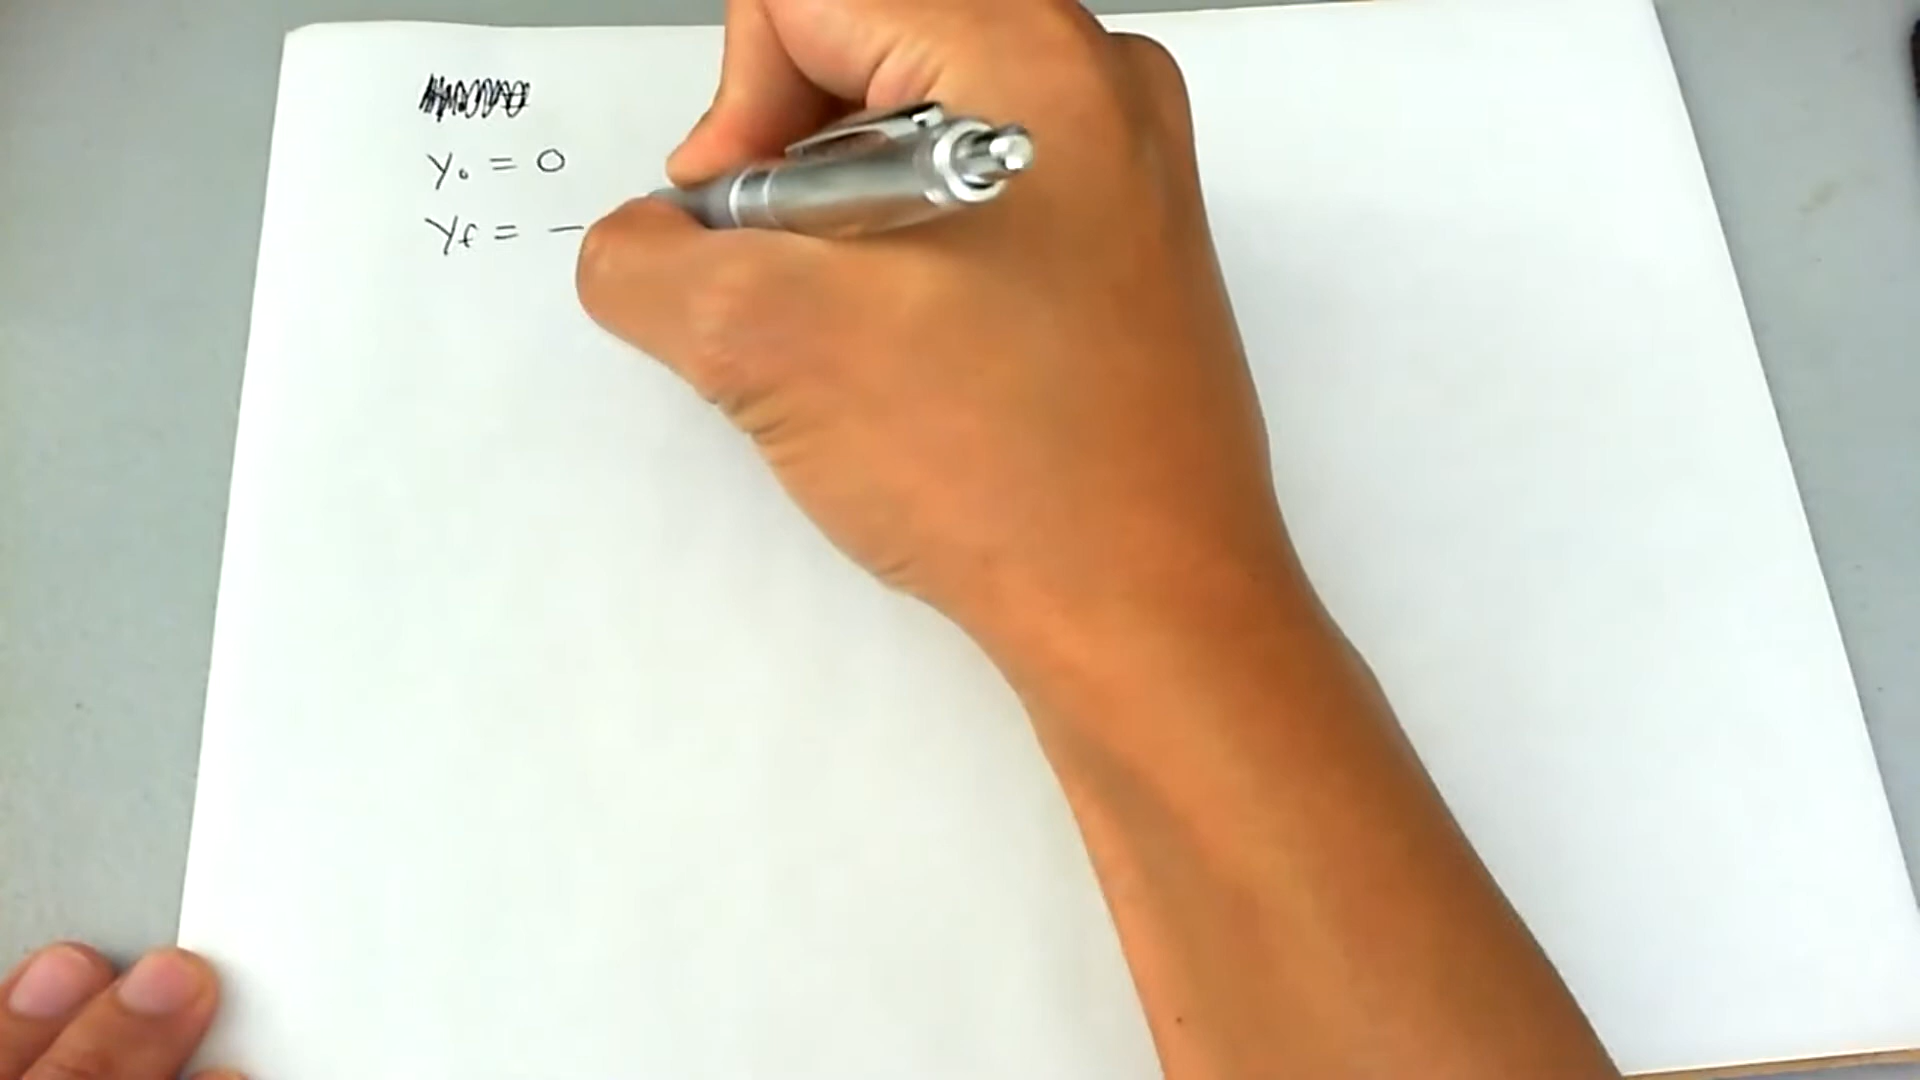 y₀ = 0
yf = –